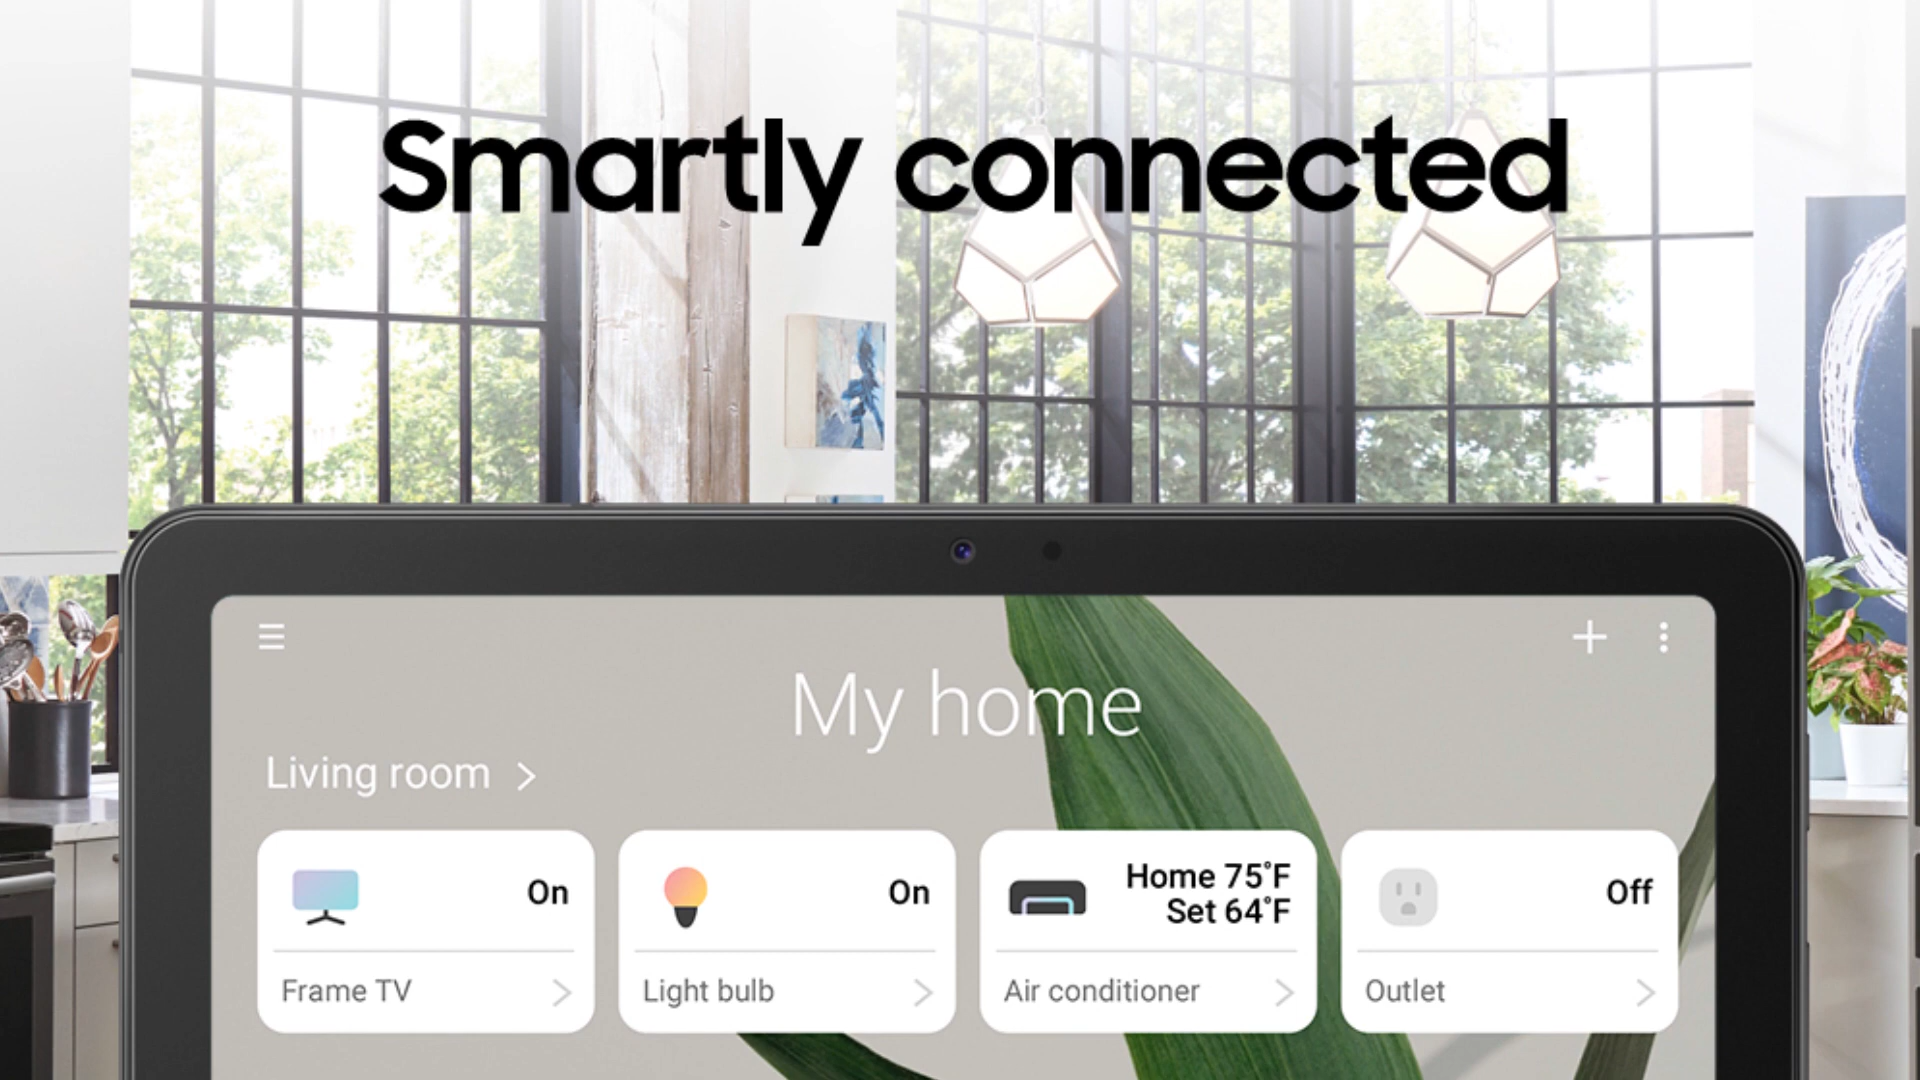 Smartly connected
My home
Living room
On
Frame TV
On
Light bulb
Home 75°F
Set 64°F
Air conditioner
Off
Outlet